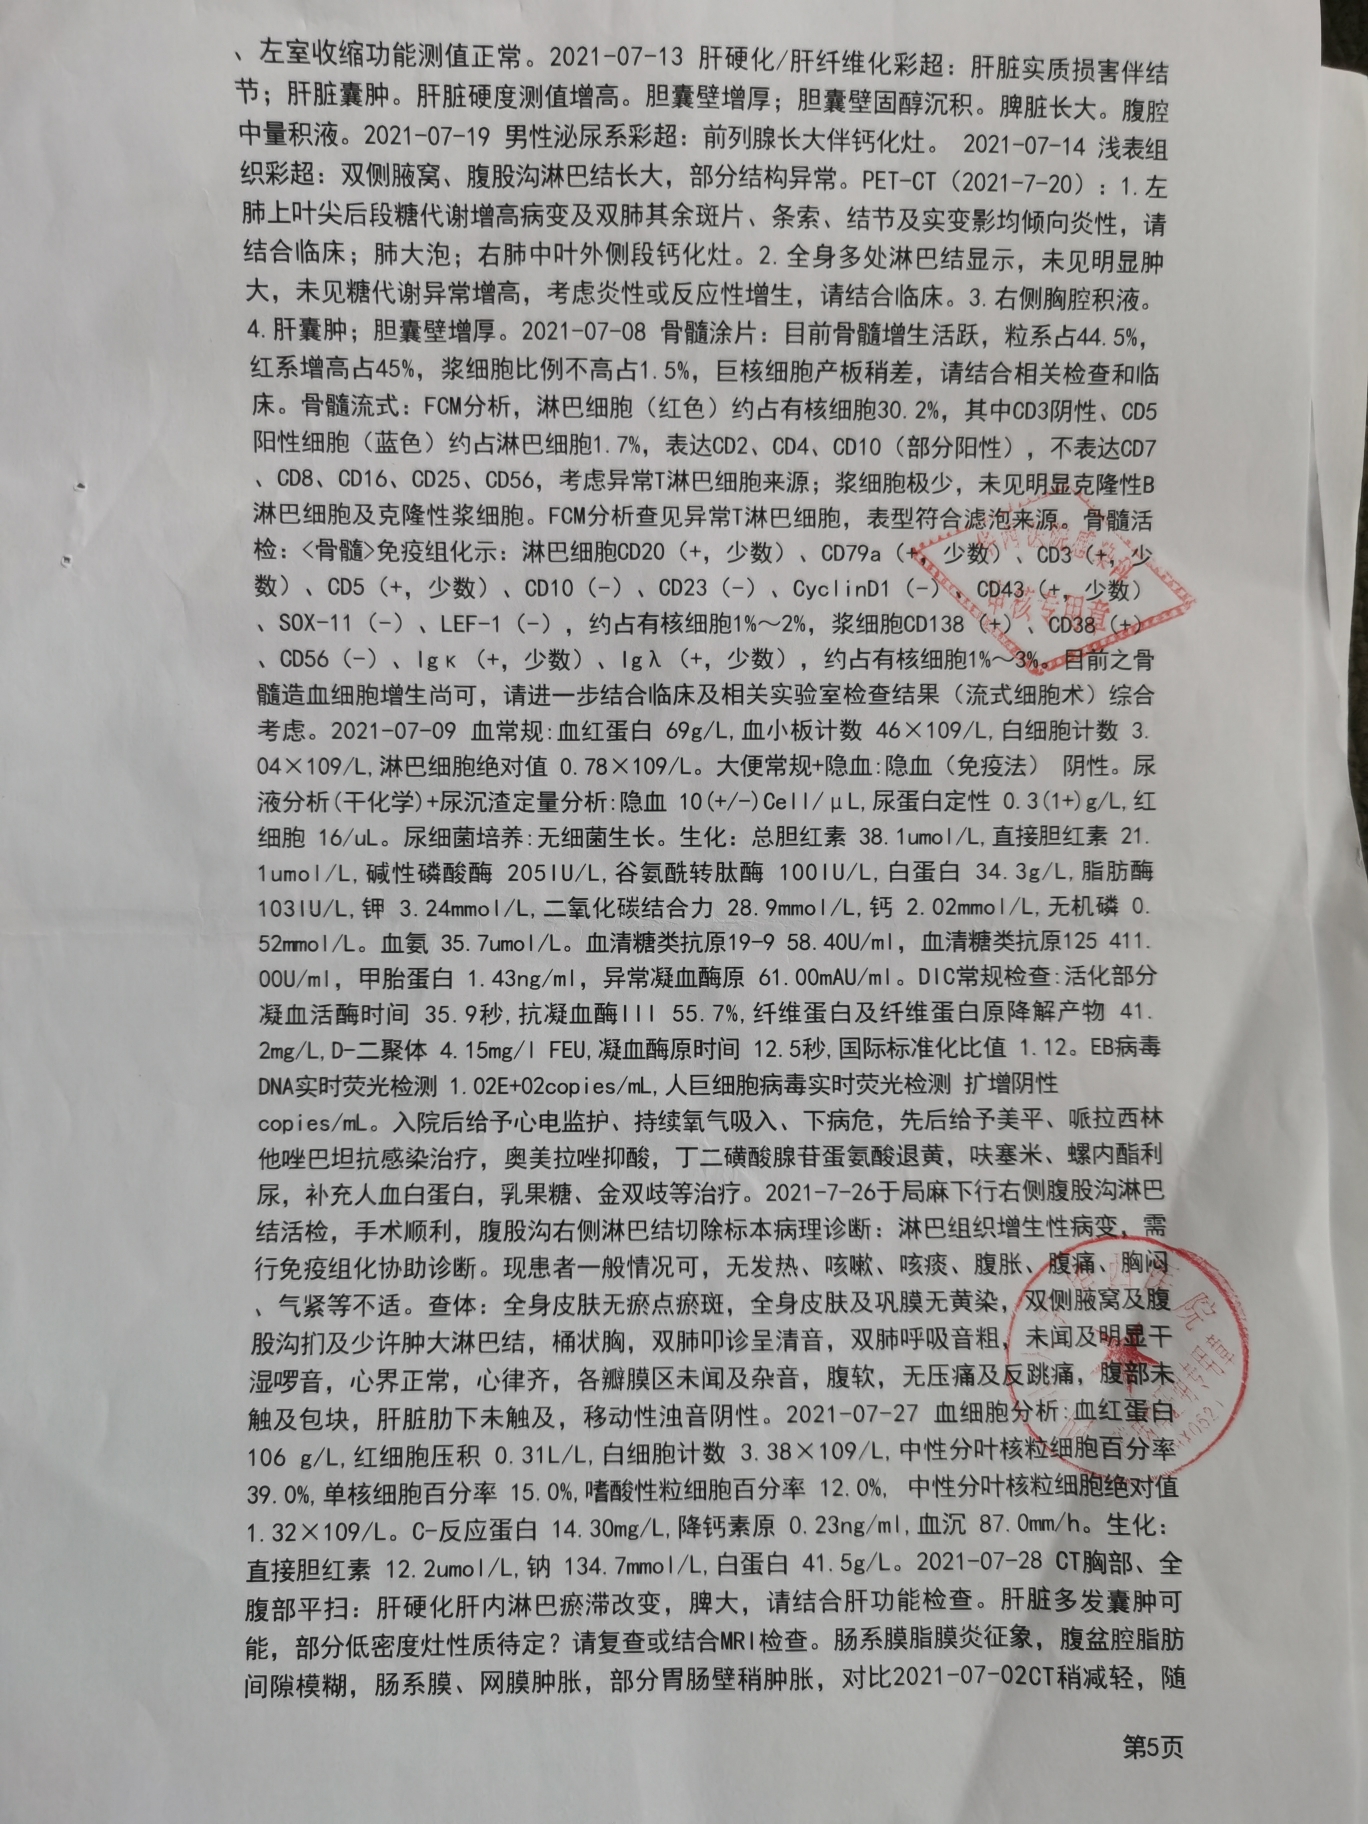 、左室收缩功能测值正常。2021-07-13 肝硬化/肝纤维化彩超：肝脏实质损害伴结
节；肝脏囊肿。肝脏硬度测值增高。胆囊壁增厚；胆囊壁固醇沉积。脾脏长大。腹腔
中量积液。2021-07-19 男性泌尿系彩超：前列腺长大伴钙化灶。 2021-07-14 浅表组
织彩超：双侧腋窝、腹股沟淋巴结长大，部分结构异常。PET-CT（2021-7-20）：1.左
肺上叶尖后段糖代谢增高病变及双肺其余斑片、条索、结节及实变影均倾向炎性，请
结合临床；肺大泡；右肺中叶外侧段钙化灶。2.全身多处淋巴结显示，未见明显肿
大，未见糖代谢异常增高，考虑炎性或反应性增生，请结合临床。3.右侧胸腔积液。
4.肝囊肿；胆囊壁增厚。2021-07-08 骨髓涂片：目前骨髓增生活跃，粒系占44.5%，
红系增高占45%，浆细胞比例不高占1.5%，巨核细胞产板稍差，请结合相关检查和临
床。骨髓流式：FCM分析，淋巴细胞（红色）约占有核细胞30.2%，其中CD3阴性、CD5
阳性细胞（蓝色）约占淋巴细胞1.7%，表达CD2、CD4、CD10（部分阳性），不表达CD7
、CD8、CD16、CD25、CD56，考虑异常T淋巴细胞来源；浆细胞极少，未见明显克隆性B
淋巴细胞及克隆性浆细胞。FCM分析查见异常T淋巴细胞，表型符合滤泡来源。骨髓活
检：<骨髓>免疫组化示：淋巴细胞CD20（+，少数）、CD79a（+，少数）、CD3（+，少
数）、CD5（+，少数）、CD10（-）、CD23（-）、CyclinD1（-）、CD43（+，少数）
、SOX-11（-）、LEF-1（-），约占有核细胞1%～2%，浆细胞CD138（+）、CD38（+）
、CD56（-）、Igκ（+，少数）、Igλ（+，少数），约占有核细胞1%～3%。目前之骨
髓造血细胞增生尚可，请进一步结合临床及相关实验室检查结果（流式细胞术）综合
考虑。2021-07-09 血常规:血红蛋白 69g/L,血小板计数 46×109/L,白细胞计数 3.
04×109/L,淋巴细胞绝对值 0.78×109/L。大便常规+隐血:隐血（免疫法） 阴性。尿
液分析(干化学)+尿沉渣定量分析:隐血 10(+/-)Cell/μL,尿蛋白定性 0.3(1+)g/L,红
细胞 16/uL。尿细菌培养:无细菌生长。生化：总胆红素 38.1umol/L,直接胆红素 21.
1umol/L,碱性磷酸酶 205IU/L,谷氨酰转肽酶 100IU/L,白蛋白 34.3g/L,脂肪酶
103IU/L,钾 3.24mmol/L,二氧化碳结合力 28.9mmol/L,钙 2.02mmol/L,无机磷 0.
52mmol/L。血氨 35.7umol/L。血清糖类抗原19-9 58.40U/ml，血清糖类抗原125 411.
00U/ml，甲胎蛋白 1.43ng/ml，异常凝血酶原 61.00mAU/ml。DIC常规检查:活化部分
凝血活酶时间 35.9秒,抗凝血酶III 55.7%,纤维蛋白及纤维蛋白原降解产物 41.
2mg/L,D-二聚体 4.15mg/l FEU,凝血酶原时间 12.5秒,国际标准化比值 1.12。EB病毒
DNA实时荧光检测 1.02E+02copies/mL,人巨细胞病毒实时荧光检测 扩增阴性
copies/mL。入院后给予心电监护、持续氧气吸入、下病危，先后给予美平、哌拉西林
他唑巴坦抗感染治疗，奥美拉唑抑酸，丁二磺酸腺苷蛋氨酸退黄，呋塞米、螺内酯利
尿，补充人血白蛋白，乳果糖、金双歧等治疗。2021-7-26于局麻下行右侧腹股沟淋巴
结活检，手术顺利，腹股沟右侧淋巴结切除标本病理诊断：淋巴组织增生性病变，需
行免疫组化协助诊断。现患者一般情况可，无发热、咳嗽、咳痰、腹胀、腹痛、胸闷
、气紧等不适。查体：全身皮肤无瘀点瘀斑，全身皮肤及巩膜无黄染，双侧腋窝及腹
股沟扪及少许肿大淋巴结，桶状胸，双肺叩诊呈清音，双肺呼吸音粗，未闻及明显干
湿啰音，心界正常，心律齐，各瓣膜区未闻及杂音，腹软，无压痛及反跳痛，腹部未
触及包块，肝脏肋下未触及，移动性浊音阴性。2021-07-27 血细胞分析:血红蛋白
106 g/L,红细胞压积 0.31L/L,白细胞计数 3.38×109/L,中性分叶核粒细胞百分率
39.0%,单核细胞百分率 15.0%,嗜酸性粒细胞百分率 12.0%, 中性分叶核粒细胞绝对值
1.32×109/L。C-反应蛋白 14.30mg/L,降钙素原 0.23ng/ml,血沉 87.0mm/h。生化：
直接胆红素 12.2umol/L,钠 134.7mmol/L,白蛋白 41.5g/L。2021-07-28 CT胸部、全
腹部平扫：肝硬化肝内淋巴瘀滞改变，脾大，请结合肝功能检查。肝脏多发囊肿可
能，部分低密度灶性质待定？请复查或结合MRI检查。肠系膜脂膜炎征象，腹盆腔脂肪
间隙模糊，肠系膜、网膜肿胀，部分胃肠壁稍肿胀，对比2021-07-02CT稍减轻，随
审核专用章
第5页